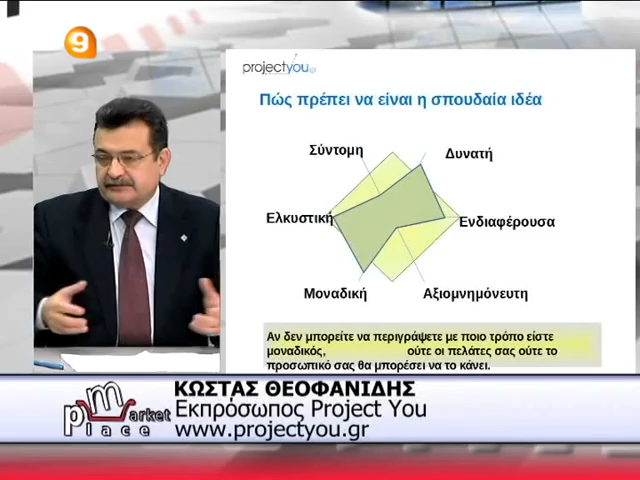 9
projectyou.gr
Πώς πρέπει να είναι η σπουδαία ιδέα
Σύντομη
Δυνατή
Ελκυστική
Ενδιαφέρουσα
Μοναδική
Αξιομνημόνευτη
Αν δεν μπορείτε να περιγράψετε με ποιο τρόπο είστε
μοναδικός, ούτε οι πελάτες σας ούτε το
προσωπικό σας θα μπορέσει να το κάνει.
market
place
ΚΩΣΤΑΣ ΘΕΟΦΑΝΙΔΗΣ
Εκπρόσωπος Project You
www.projectyou.gr